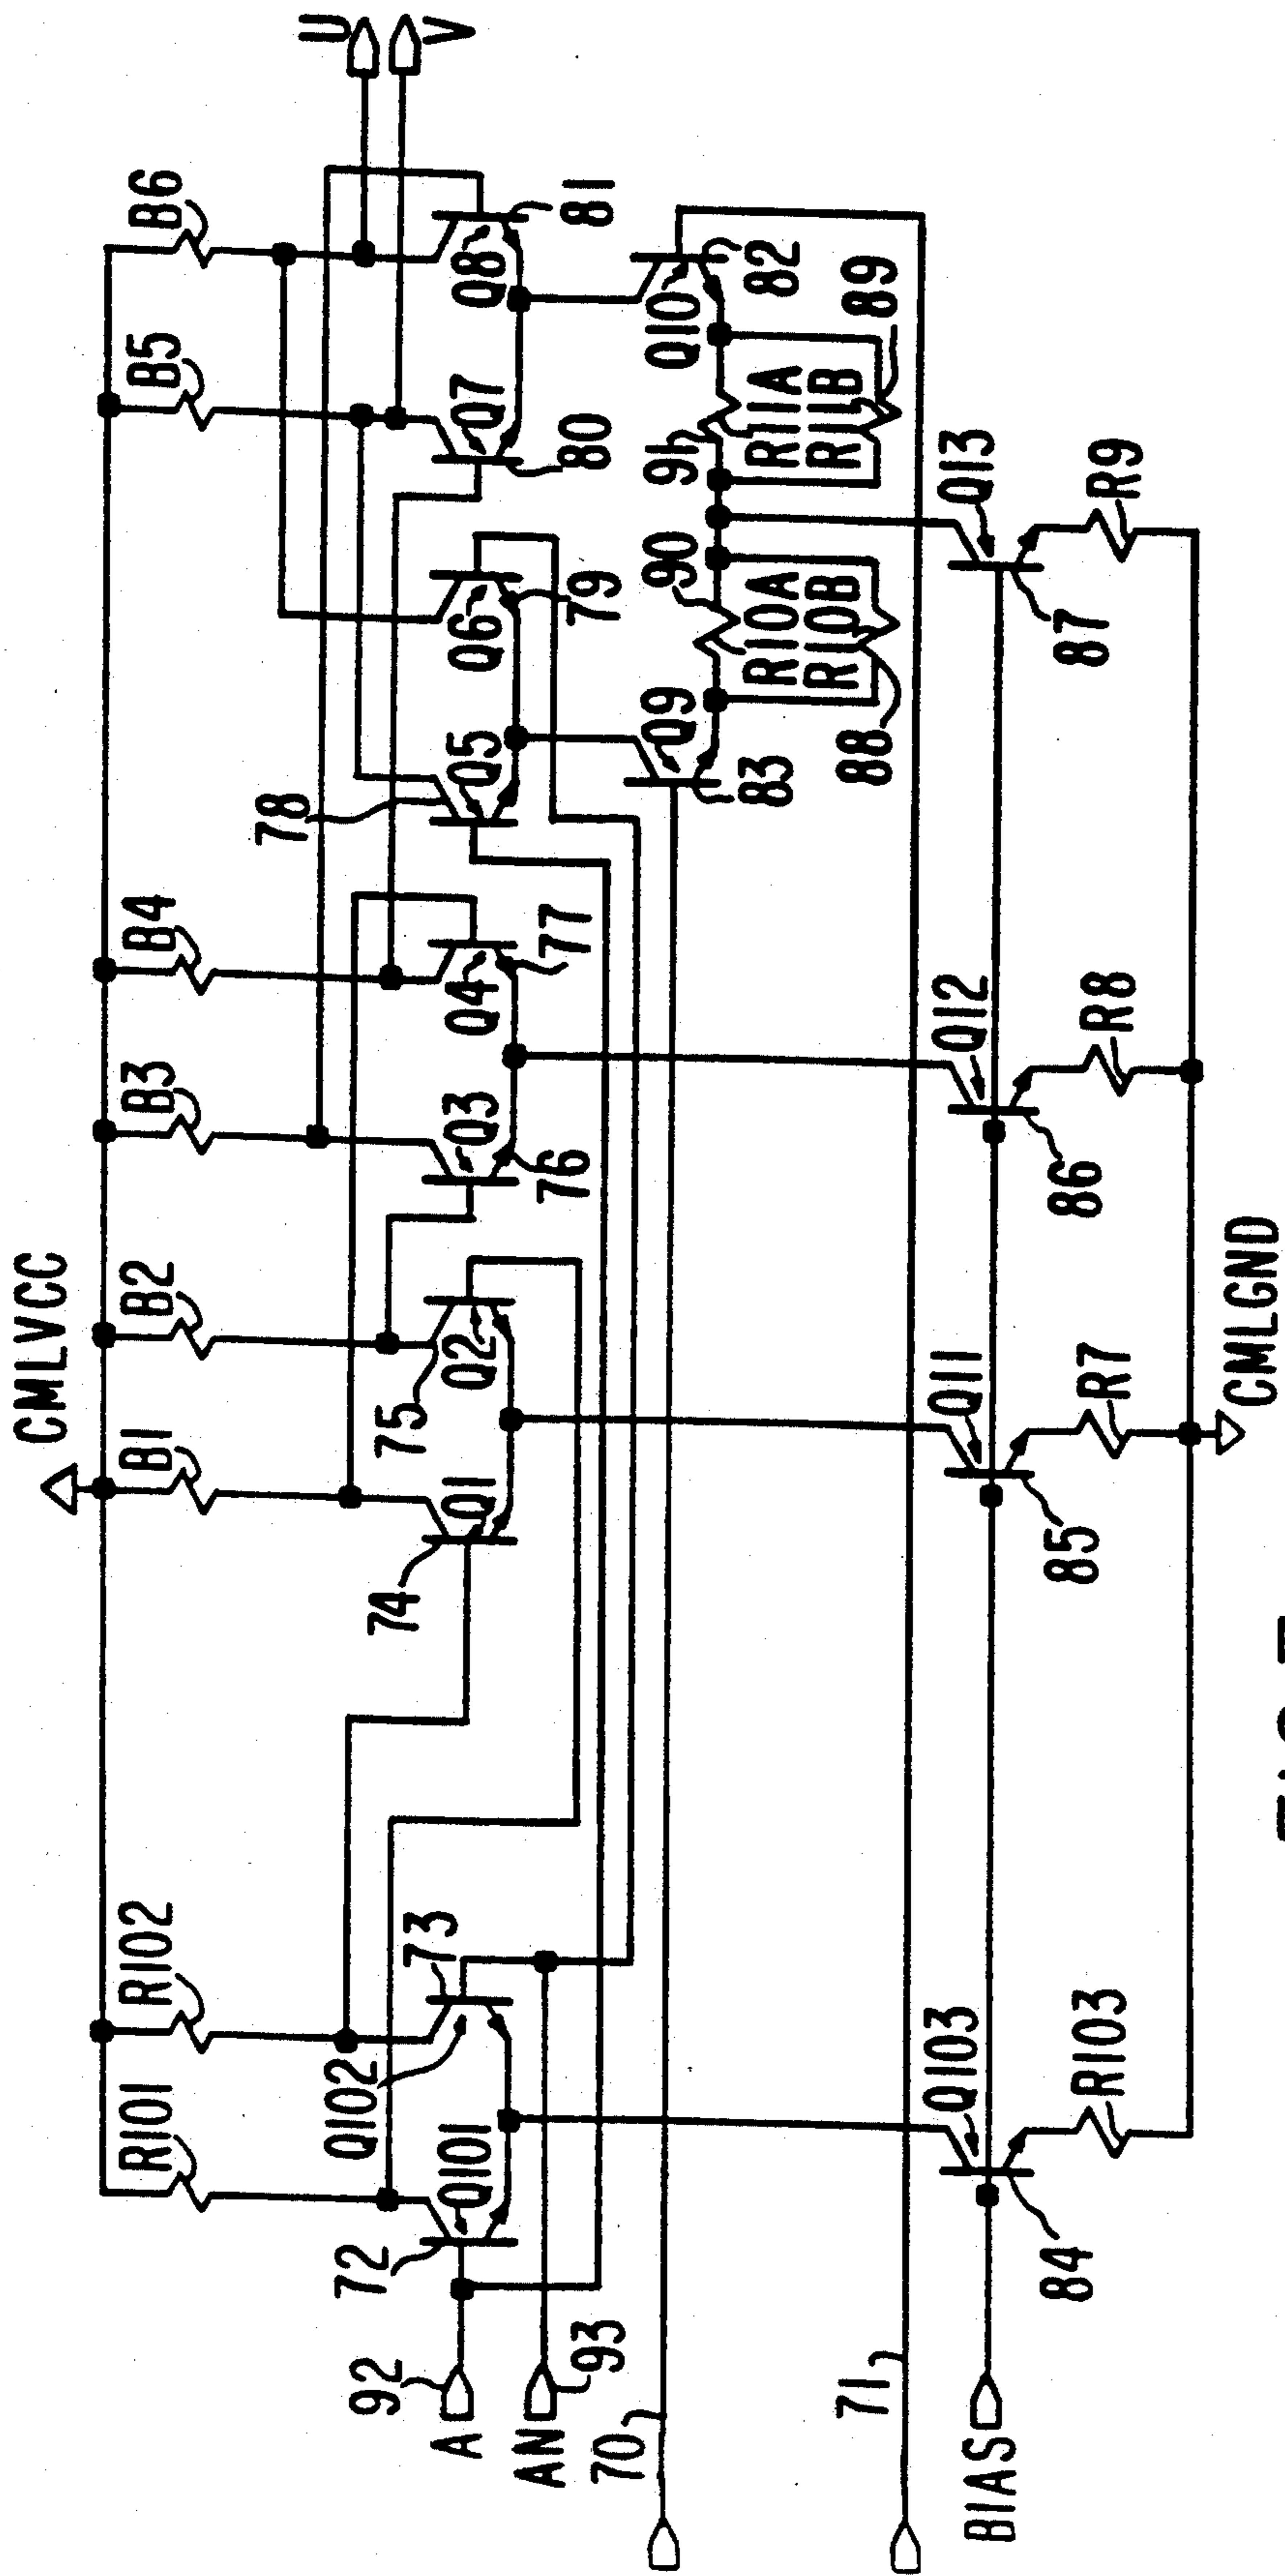 CMLVCC
R101 R102 B1 B2 B3 B4 B5 B6
U
V
78
92 72 Q101 Q102 73 74 Q1 75 Q2 Q3 Q4 Q5 Q6 Q7 Q8
A
AN 93
76 77 79 80 81
70
83 Q9 90 91 Q10 82
R10A R11A
R10B R11B
88 89
71
BIAS
Q103 Q11 Q12 Q13
84 85 86 87
R103 R7 R8 R9
CMLGND